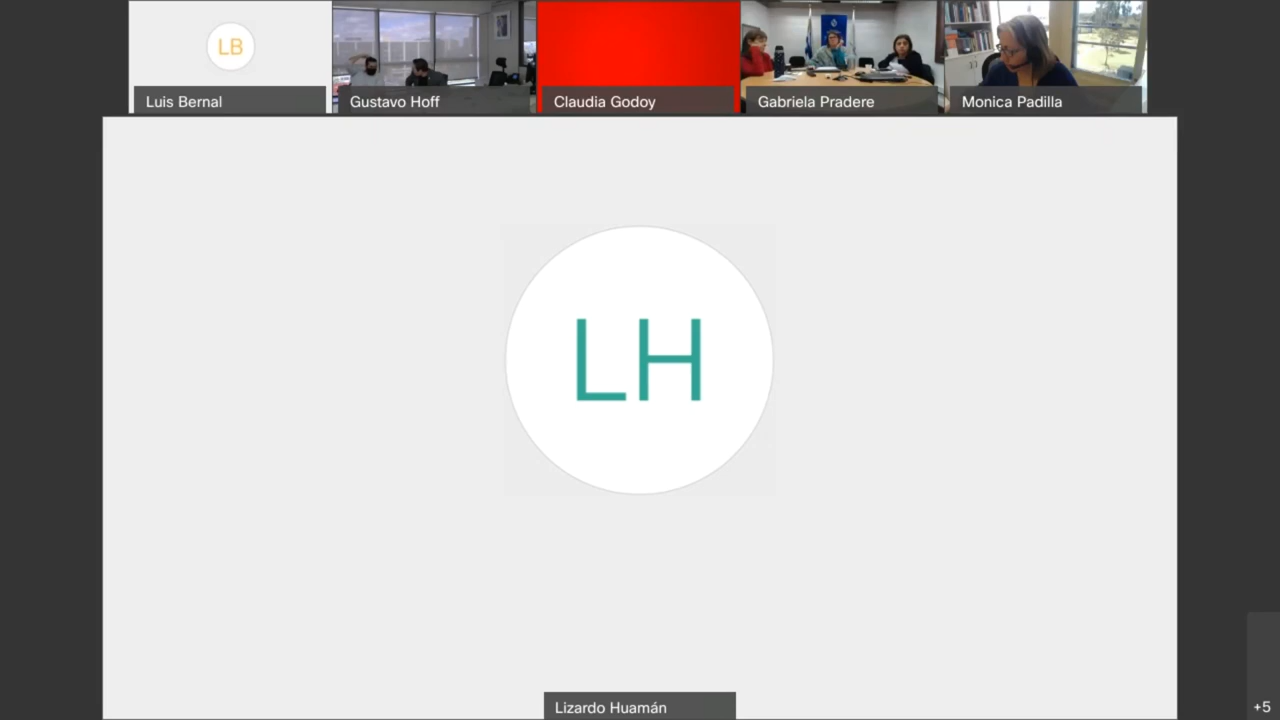 LB
Luis Bernal
Gustavo Hoff
Claudia Godoy
Gabriela Pradere
Monica Padilla
LH
Lizardo Huamán
+5